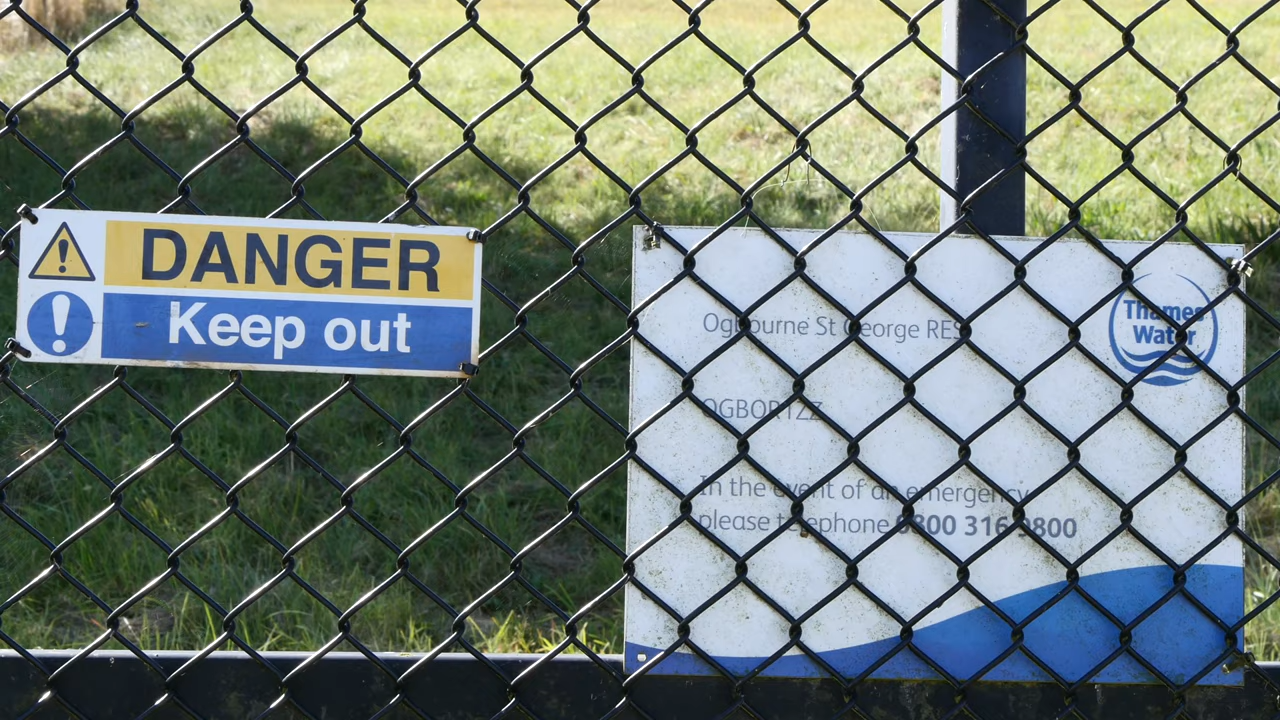 DANGER
Keep out
Ogbourne St George RES
Thames
Water
In the event of an emergency
please telephone 0800 316 9800